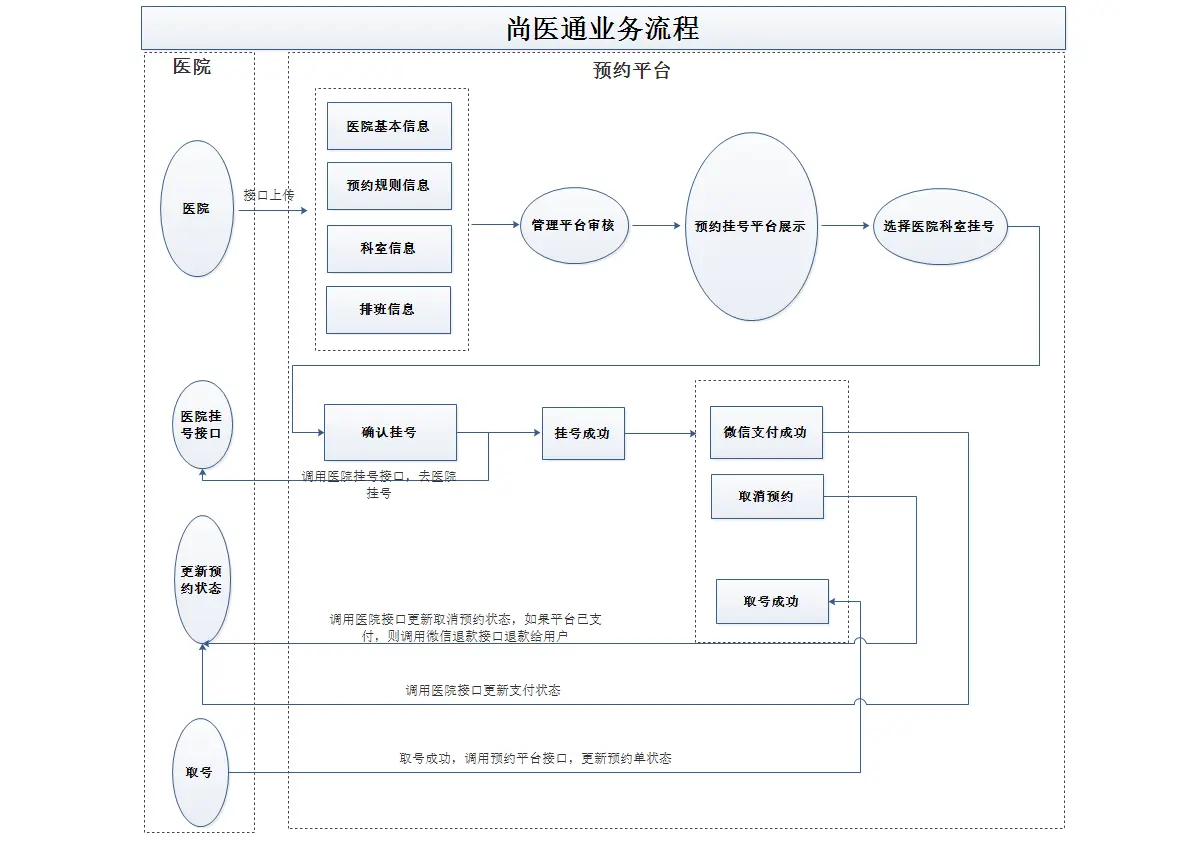 尚医通业务流程
医院
预约平台
医院
接口上传
医院基本信息
预约规则信息
科室信息
排班信息
管理平台审核
预约挂号平台展示
选择医院科室挂号
医院挂
号接口
确认挂号
挂号成功
微信支付成功
取消预约
取号成功
调用医院挂号接口，去医院
挂号
更新预
约状态
调用医院接口更新取消预约状态，如果平台已支
付，则调用微信退款接口退款给用户
调用医院接口更新支付状态
取号
取号成功，调用预约平台接口，更新预约单状态